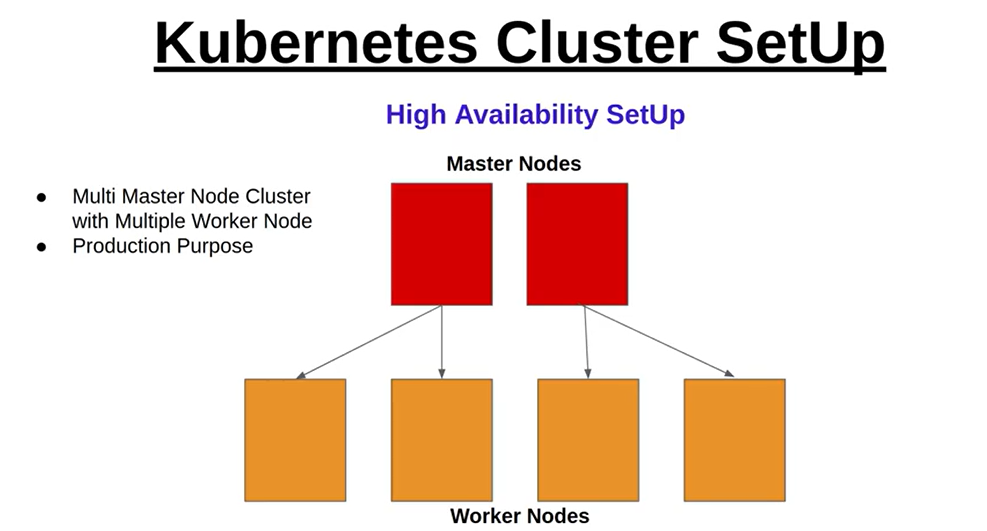 Kubernetes Cluster SetUp
High Availability SetUp
Master Nodes
● Multi Master Node Cluster
with Multiple Worker Node
● Production Purpose
Worker Nodes